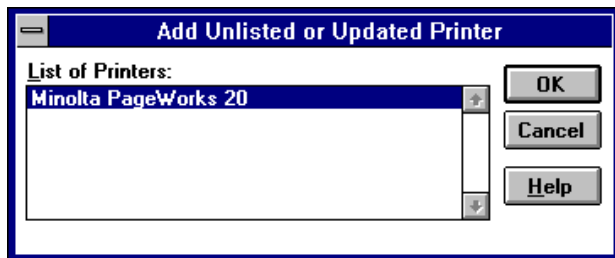 Add Unlisted or Updated Printer
List of Printers:
Minolta PageWorks 20
OK
Cancel
Help